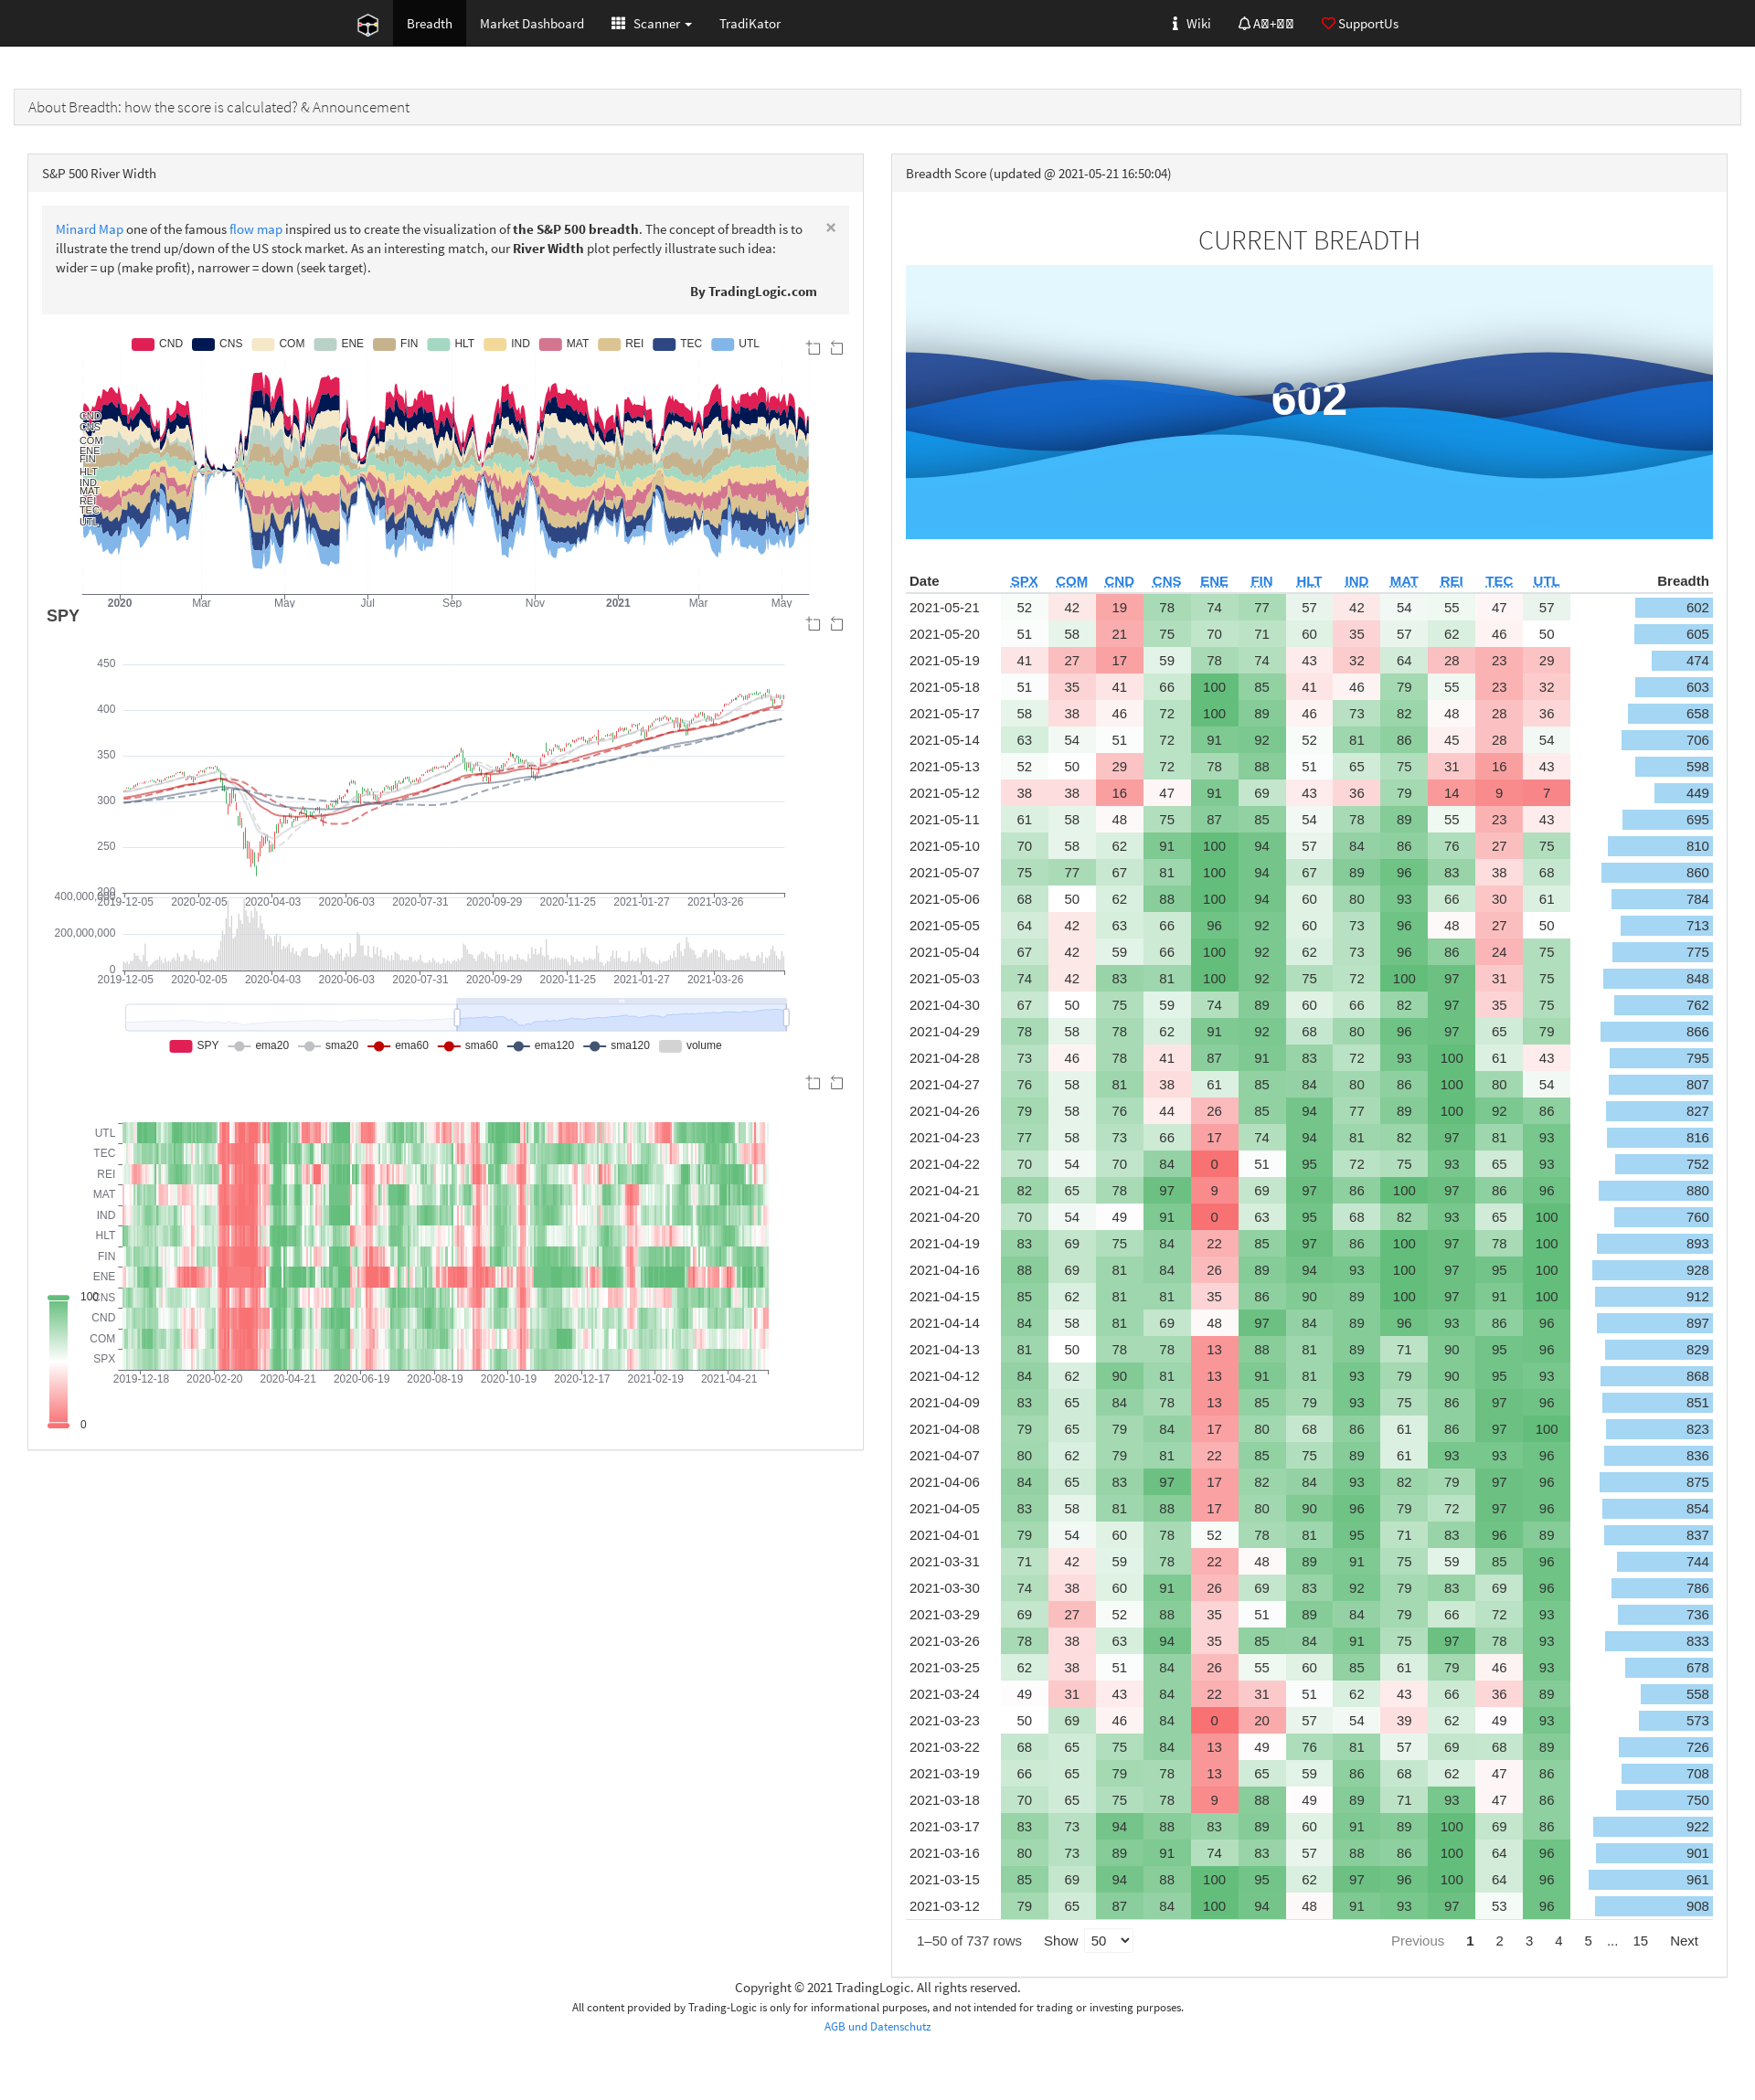 Breadth Market Dashboard Scanner TradiKator Wiki SupportUs
About Breadth: how the score is calculated? & Announcement
S&P 500 River Width
Minard Map one of the famous flow map inspired us to create the visualization of the S&P 500 breadth. The concept of breadth is to
illustrate the trend up/down of the US stock market. As an interesting match, our River Width plot perfectly illustrate such idea:
wider = up (make profit), narrower = down (seek target).
×
By TradingLogic.com
CND CNS COM ENE FIN HLT IND MAT REI TEC UTL
CND
CNS
COM
ENE
FIN
HLT
IND
MAT
REI
TEC
UTL
2020 Mar May Jul Sep Nov 2021 Mar May
SPY
450
400
350
300
250
200
2019-12-05 2020-02-05 2020-04-03 2020-06-03 2020-07-31 2020-09-29 2020-11-25 2021-01-27 2021-03-26
400,000,000
200,000,000
0
2019-12-05 2020-02-05 2020-04-03 2020-06-03 2020-07-31 2020-09-29 2020-11-25 2021-01-27 2021-03-26
SPY ema20 sma20 ema60 sma60 ema120 sma120 volume
UTL
TEC
REI
MAT
IND
HLT
FIN
ENE
CNS
CND
COM
SPX
100
0
2019-12-18 2020-02-20 2020-04-21 2020-06-19 2020-08-19 2020-10-19 2020-12-17 2021-02-19 2021-04-21
Breadth Score (updated @ 2021-05-21 16:50:04)
CURRENT BREADTH
602
Date SPX COM CND CNS ENE FIN HLT IND MAT REI TEC UTL Breadth
2021-05-21 52 42 19 78 74 77 57 42 54 55 47 57 602
2021-05-20 51 58 21 75 70 71 60 35 57 62 46 50 605
2021-05-19 41 27 17 59 78 74 43 32 64 28 23 29 474
2021-05-18 51 35 41 66 100 85 41 46 79 55 23 32 603
2021-05-17 58 38 46 72 100 89 46 73 82 48 28 36 658
2021-05-14 63 54 51 72 91 92 52 81 86 45 28 54 706
2021-05-13 52 50 29 72 78 88 51 65 75 31 16 43 598
2021-05-12 38 38 16 47 91 69 43 36 79 14 9 7 449
2021-05-11 61 58 48 75 87 85 54 78 89 55 23 43 695
2021-05-10 70 58 62 91 100 94 57 84 86 76 27 75 810
2021-05-07 75 77 67 81 100 94 67 89 96 83 38 68 860
2021-05-06 68 50 62 88 100 94 60 80 93 66 30 61 784
2021-05-05 64 42 63 66 96 92 60 73 96 48 27 50 713
2021-05-04 67 42 59 66 100 92 62 73 96 86 24 75 775
2021-05-03 74 42 83 81 100 92 75 72 100 97 31 75 848
2021-04-30 67 50 75 59 74 89 60 66 82 97 35 75 762
2021-04-29 78 58 78 62 91 92 68 80 96 97 65 79 866
2021-04-28 73 46 78 41 87 91 83 72 93 100 61 43 795
2021-04-27 76 58 81 38 61 85 84 80 86 100 80 54 807
2021-04-26 79 58 76 44 26 85 94 77 89 100 92 86 827
2021-04-23 77 58 73 66 17 74 94 81 82 97 81 93 816
2021-04-22 70 54 70 84 0 51 95 72 75 93 65 93 752
2021-04-21 82 65 78 97 9 69 97 86 100 97 86 96 880
2021-04-20 70 54 49 91 0 63 95 68 82 93 65 100 760
2021-04-19 83 69 75 84 22 85 97 86 100 97 78 100 893
2021-04-16 88 69 81 84 26 89 94 93 100 97 95 100 928
2021-04-15 85 62 81 81 35 86 90 89 100 97 91 100 912
2021-04-14 84 58 81 69 48 97 84 89 96 93 86 96 897
2021-04-13 81 50 78 78 13 88 81 89 71 90 95 96 829
2021-04-12 84 62 90 81 13 91 81 93 79 90 95 93 868
2021-04-09 83 65 84 78 13 85 79 93 75 86 97 96 851
2021-04-08 79 65 79 84 17 80 68 86 61 86 97 100 823
2021-04-07 80 62 79 81 22 85 75 89 61 93 93 96 836
2021-04-06 84 65 83 97 17 82 84 93 82 79 97 96 875
2021-04-05 83 58 81 88 17 80 90 96 79 72 97 96 854
2021-04-01 79 54 60 78 52 78 81 95 71 83 96 89 837
2021-03-31 71 42 59 78 22 48 89 91 75 59 85 96 744
2021-03-30 74 38 60 91 26 69 83 92 79 83 69 96 786
2021-03-29 69 27 52 88 35 51 89 84 79 66 72 93 736
2021-03-26 78 38 63 94 35 85 84 91 75 97 78 93 833
2021-03-25 62 38 51 84 26 55 60 85 61 79 46 93 678
2021-03-24 49 31 43 84 22 31 51 62 43 66 36 89 558
2021-03-23 50 69 46 84 0 20 57 54 39 62 49 93 573
2021-03-22 68 65 75 84 13 49 76 81 57 69 68 89 726
2021-03-19 66 65 79 78 13 65 59 86 68 62 47 86 708
2021-03-18 70 65 75 78 9 88 49 89 71 93 47 86 750
2021-03-17 83 73 94 88 83 89 60 91 89 100 69 86 922
2021-03-16 80 73 89 91 74 83 57 88 86 100 64 96 901
2021-03-15 85 69 94 88 100 95 62 97 96 100 64 96 961
2021-03-12 79 65 87 84 100 94 48 91 93 97 53 96 908
1–50 of 737 rows Show 50 Previous 1 2 3 4 5 ... 15 Next
Copyright © 2021 TradingLogic. All rights reserved.
All content provided by Trading-Logic is only for informational purposes, and not intended for trading or investing purposes.
AGB und Datenschutz